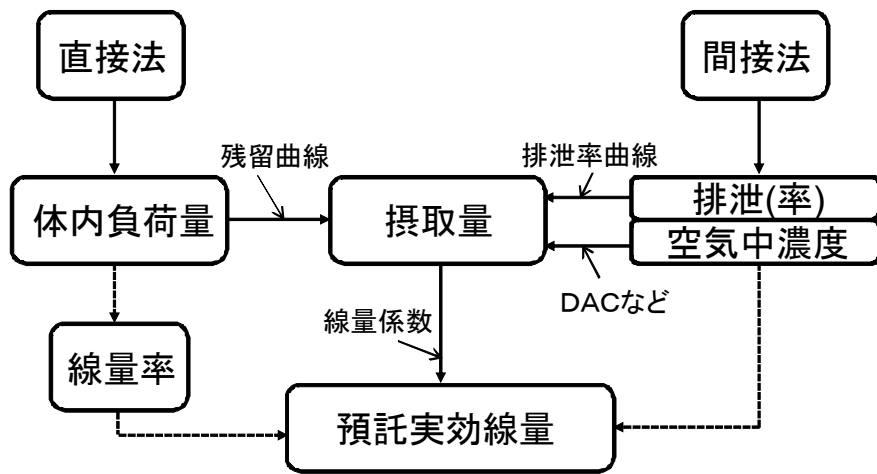 直接法
間接法
残留曲線
排泄率曲線
体内負荷量
摂取量
排泄(率)
空気中濃度
DACなど
線量係数
線量率
預託実効線量